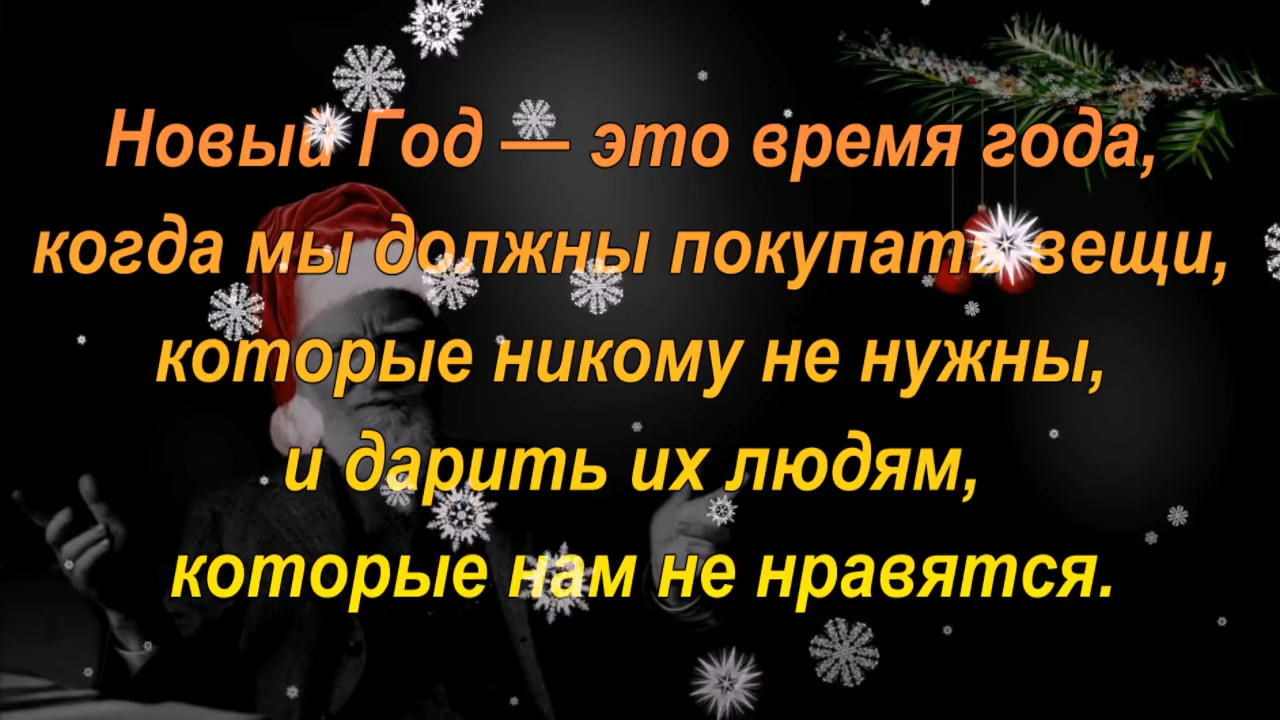 Новый Год — это время года,
когда мы должны покупать вещи,
которые никому не нужны,
и дарить их людям,
которые нам не нравятся.